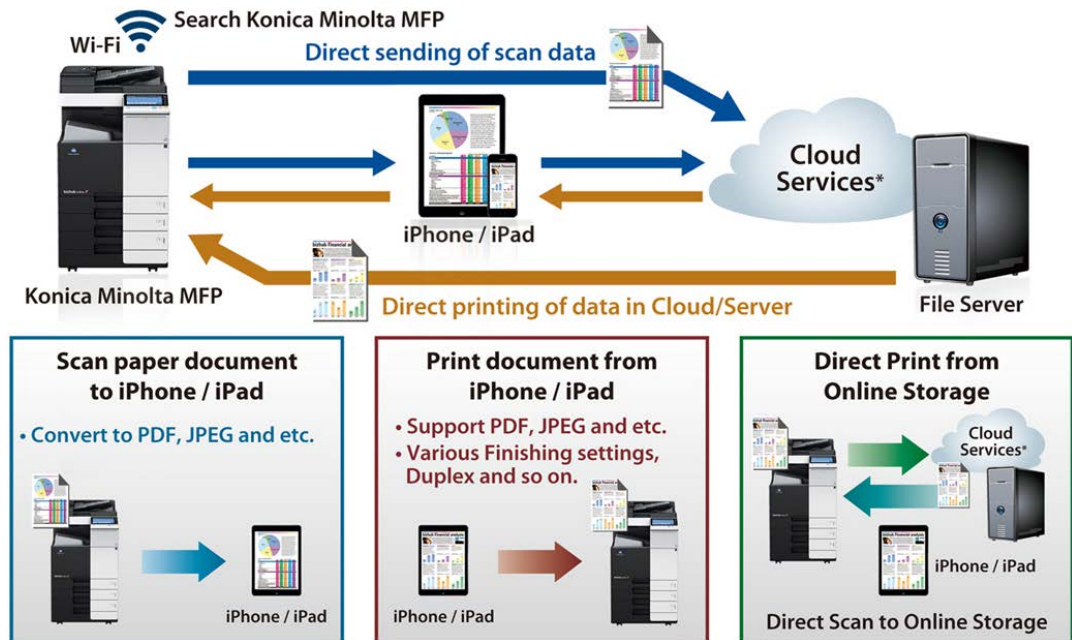 Search Konica Minolta MFP
Wi-Fi
Direct sending of scan data
Cloud
Services*
iPhone / iPad
Konica Minolta MFP
Direct printing of data in Cloud/Server
File Server
Scan paper document
to iPhone / iPad
• Convert to PDF, JPEG and etc.
iPhone / iPad
Print document from
iPhone / iPad
• Support PDF, JPEG and etc.
• Various Finishing settings,
Duplex and so on.
iPhone / iPad
Direct Print from
Online Storage
Cloud
Services*
iPhone / iPad
Direct Scan to Online Storage